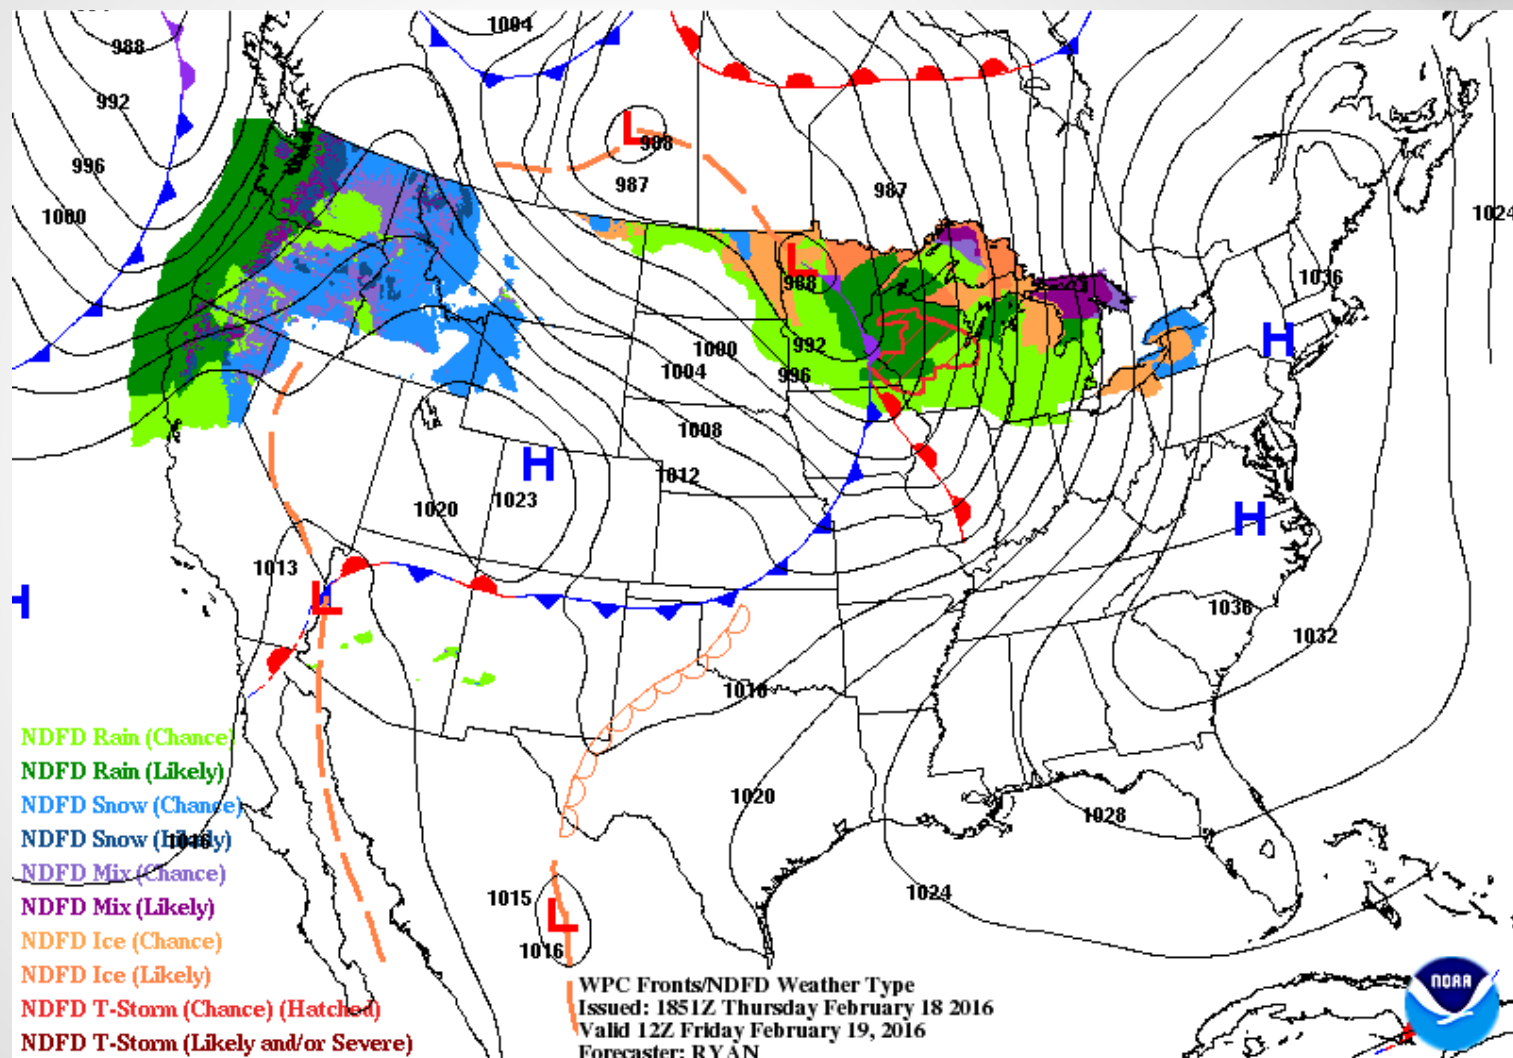 1004
988
992
996
1000
988
987
987
1024
1036
988
1000
992
1004
996
1008
1012
H
H
H
1020
1023
1013
L
L
L
H
1036
1032
1016
NDFD Rain (Chance)
NDFD Rain (Likely)
NDFD Snow (Chance)
NDFD Snow (Likely)
NDFD Mix (Chance)
NDFD Mix (Likely)
NDFD Ice (Chance)
NDFD Ice (Likely)
NDFD T-Storm (Chance) (Hatched)
NDFD T-Storm (Likely and/or Severe)
1020
1028
1024
1015
L
1016
WPC Fronts/NDFD Weather Type
Issued: 1851Z Thursday February 18 2016
Valid 12Z Friday February 19, 2016
Forecaster: RYAN
NOAA